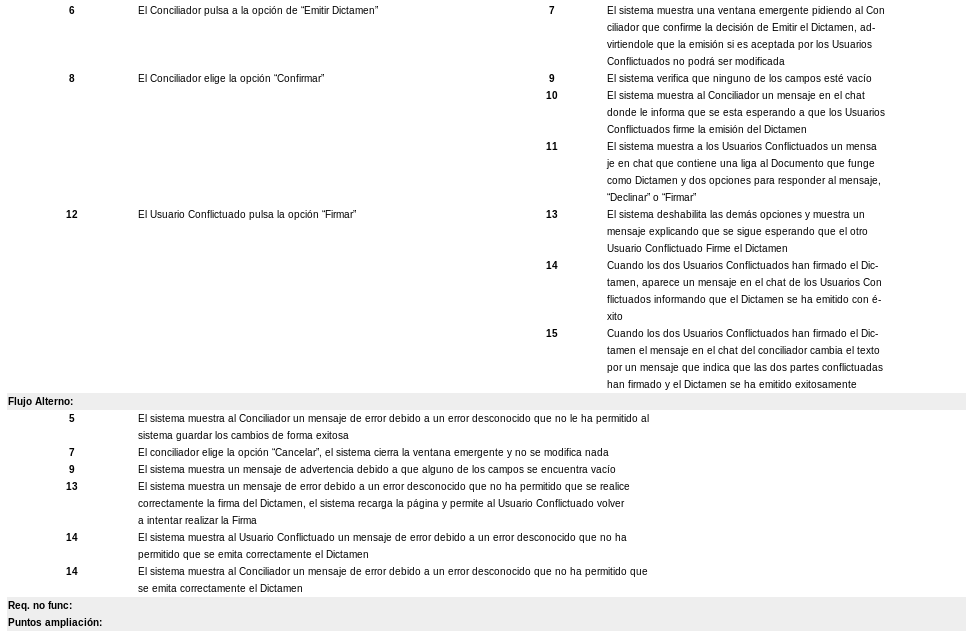 6 El Conciliador pulsa a la opción de “Emitir Dictamen” 7 El sistema muestra una ventana emergente pidiendo al Con
ciliador que confirme la decisión de Emitir el Dictamen, ad-
virtiendole que la emisión si es aceptada por los Usuarios
Conflictuados no podrá ser modificada
8 El Conciliador elige la opción “Confirmar” 9 El sistema verifica que ninguno de los campos esté vacío
10 El sistema muestra al Conciliador un mensaje en el chat
donde le informa que se esta esperando a que los Usuarios
Conflictuados firme la emisión del Dictamen
11 El sistema muestra a los Usuarios Conflictuados un mensa
je en chat que contiene una liga al Documento que funge
como Dictamen y dos opciones para responder al mensaje,
“Declinar” o “Firmar”
12 El Usuario Conflictuado pulsa la opción “Firmar” 13 El sistema deshabilita las demás opciones y muestra un
mensaje explicando que se sigue esperando que el otro
Usuario Conflictuado Firme el Dictamen
14 Cuando los dos Usuarios Conflictuados han firmado el Dic-
tamen, aparece un mensaje en el chat de los Usuarios Con
flictuados informando que el Dictamen se ha emitido con é-
xito
15 Cuando los dos Usuarios Conflictuados han firmado el Dic-
tamen el mensaje en el chat del conciliador cambia el texto
por un mensaje que indica que las dos partes conflictuadas
han firmado y el Dictamen se ha emitido exitosamente
Flujo Alterno:
5 El sistema muestra al Conciliador un mensaje de error debido a un error desconocido que no le ha permitido al
sistema guardar los cambios de forma exitosa
7 El conciliador elige la opción “Cancelar”, el sistema cierra la ventana emergente y no se modifica nada
9 El sistema muestra un mensaje de advertencia debido a que alguno de los campos se encuentra vacío
13 El sistema muestra un mensaje de error debido a un error desconocido que no ha permitido que se realice
correctamente la firma del Dictamen, el sistema recarga la página y permite al Usuario Conflictuado volver
a intentar realizar la Firma
14 El sistema muestra al Usuario Conflictuado un mensaje de error debido a un error desconocido que no ha
permitido que se emita correctamente el Dictamen
14 El sistema muestra al Conciliador un mensaje de error debido a un error desconocido que no ha permitido que
se emita correctamente el Dictamen
Req. no func:
Puntos ampliación: